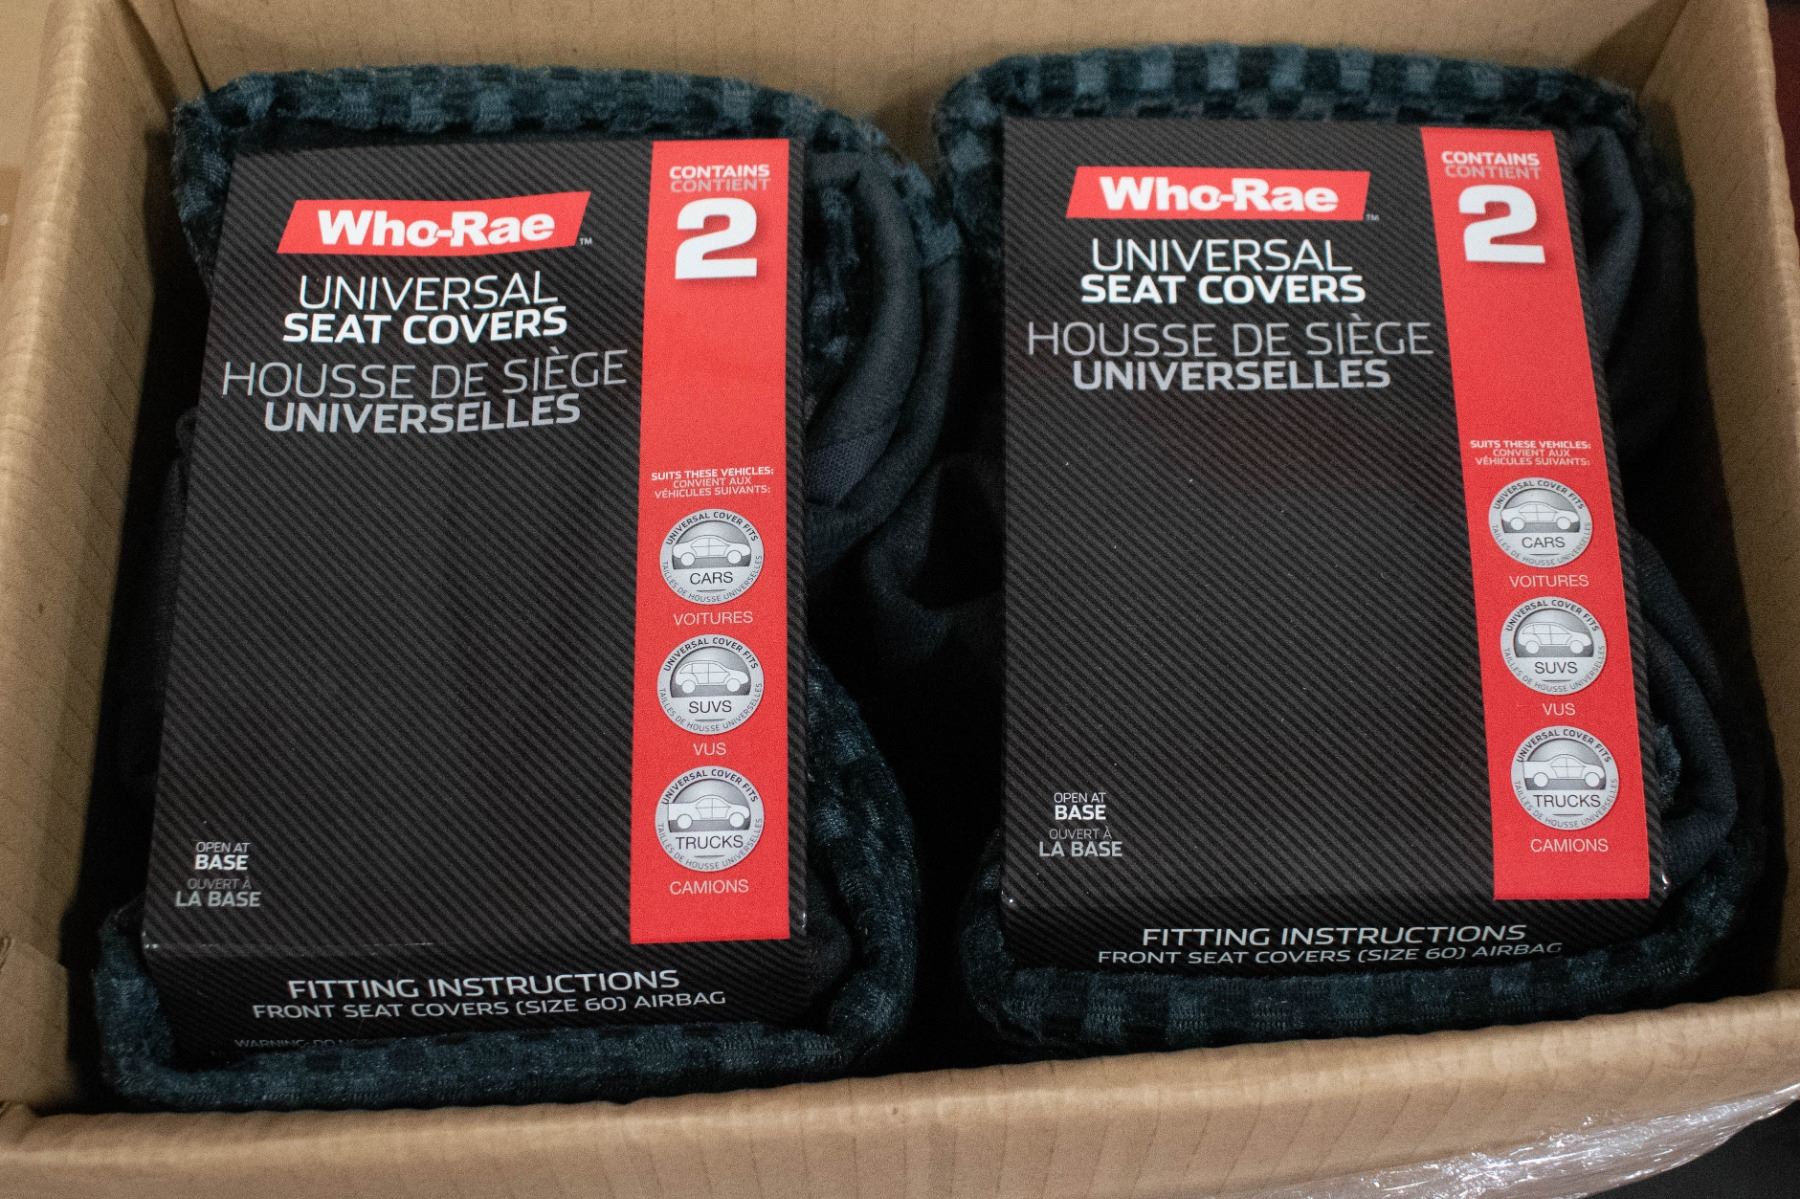 Who-Rae™
UNIVERSAL
SEAT COVERS
HOUSSE DE SIÈGE
UNIVERSELLES
CONTAINS
CONTIENT
2
SUITS THESE VEHICLES:
CONVIENT AUX
VÉHICULES SUIVANTS:
UNIVERSAL COVER FITS
CARS
TAILLES DE HOUSSE UNIVERSELLES
VOITURES
UNIVERSAL COVER FITS
SUVS
TAILLES DE HOUSSE UNIVERSELLES
VUS
UNIVERSAL COVER FITS
TRUCKS
TAILLES DE HOUSSE UNIVERSELLES
CAMIONS
OPEN AT
BASE
OUVERT À
LA BASE
FITTING INSTRUCTIONS
FRONT SEAT COVERS (SIZE 60) AIRBAG
WARNING: DO
Who-Rae™
UNIVERSAL
SEAT COVERS
HOUSSE DE SIÈGE
UNIVERSELLES
CONTAINS
CONTIENT
2
SUITS THESE VEHICLES:
CONVIENT AUX
VÉHICULES SUIVANTS:
UNIVERSAL COVER FITS
CARS
TAILLES DE HOUSSE UNIVERSELLES
VOITURES
UNIVERSAL COVER FITS
SUVS
TAILLES DE HOUSSE UNIVERSELLES
VUS
UNIVERSAL COVER FITS
TRUCKS
TAILLES DE HOUSSE UNIVERSELLES
CAMIONS
OPEN AT
BASE
OUVERT À
LA BASE
FITTING INSTRUCTIONS
FRONT SEAT COVERS (SIZE 60) AIRBAG